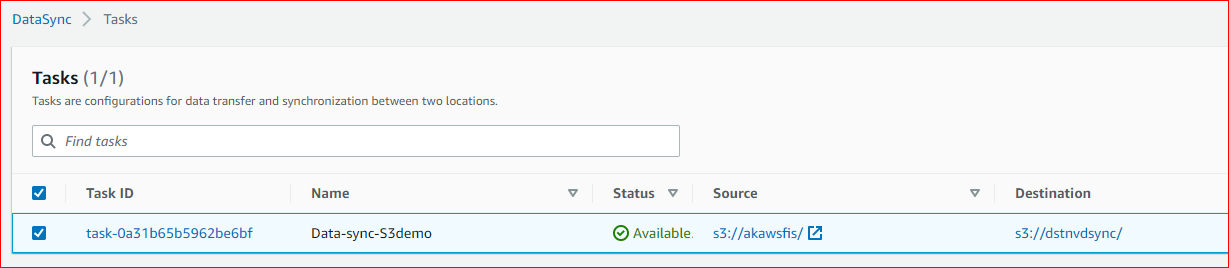 DataSync > Tasks
Tasks (1/1)
Tasks are configurations for data transfer and synchronization between two locations.
Find tasks
Task ID Name Status Source Destination
task-0a31b65b5962be6bf Data-sync-S3demo Available. s3://akawsfis/ s3://dstnvdsync/